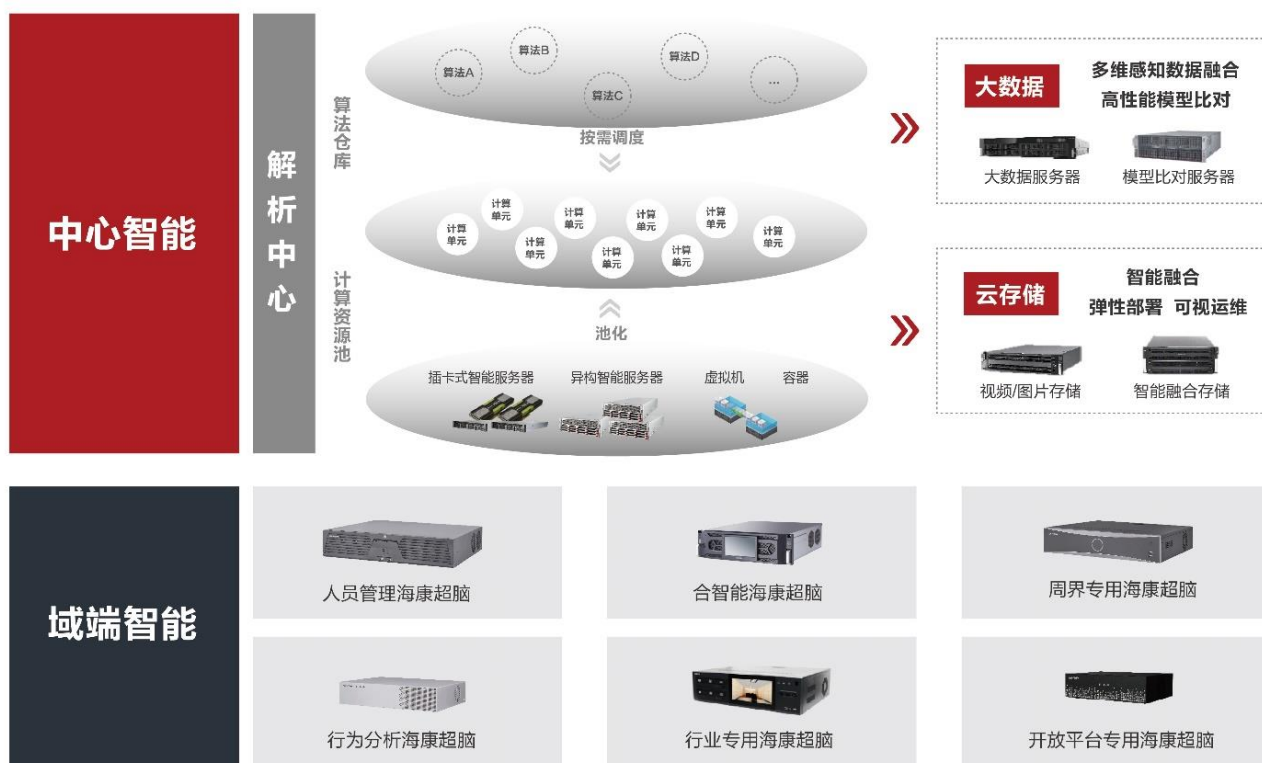 中心智能
解析中心
算法仓库
算法A
算法B
算法C
算法D
...
按需调度
计算资源池
计算
单元
计算
单元
计算
单元
计算
单元
计算
单元
计算
单元
计算
单元
计算
单元
计算
单元
池化
插卡式智能服务器
异构智能服务器
虚拟机
容器
大数据
多维感知数据融合
高性能模型比对
大数据服务器
模型比对服务器
云存储
智能融合
弹性部署 可视运维
视频/图片存储
智能融合存储
域端智能
人员管理海康超脑
合智能海康超脑
周界专用海康超脑
行为分析海康超脑
行业专用海康超脑
开放平台专用海康超脑